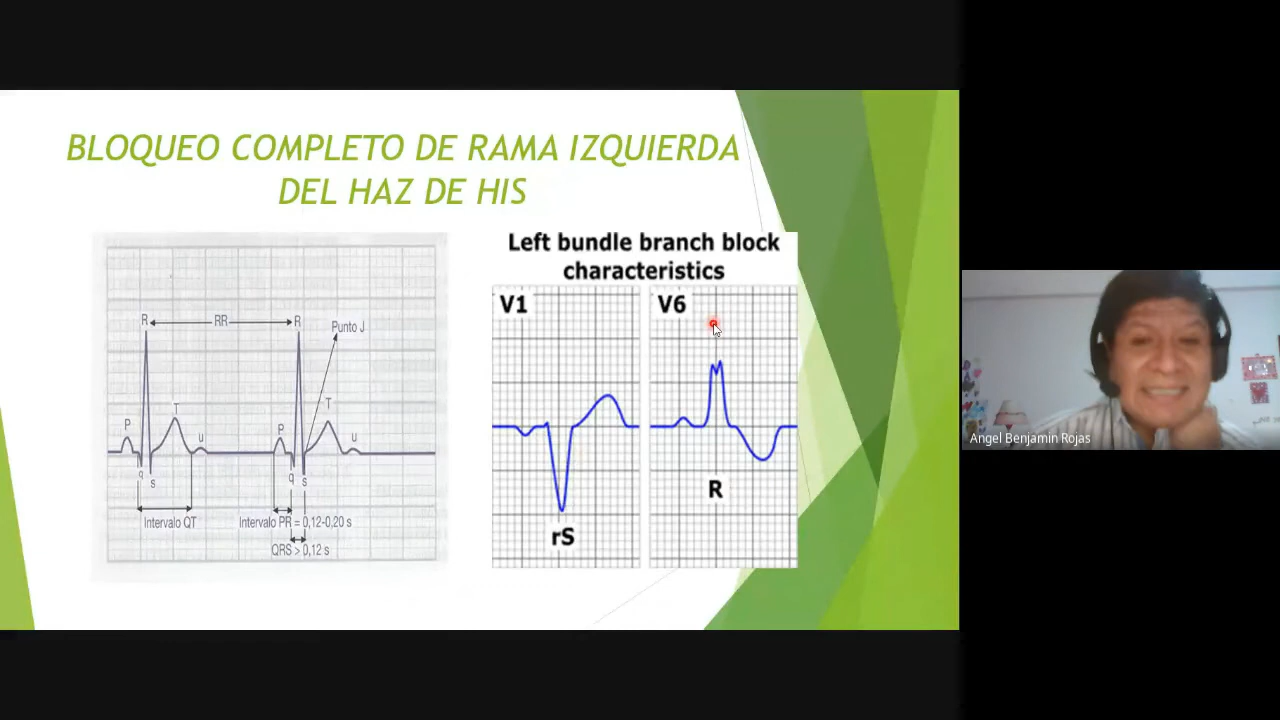 BLOQUEO COMPLETO DE RAMA IZQUIERDA
DEL HAZ DE HIS
R RR R Punto J
P T u P T u
q s q s
Intervalo QT Intervalo PR = 0,12-0,20 s
QRS > 0,12 s
Left bundle branch block
characteristics
V1 V6
R
rS
Angel Benjamin Rojas